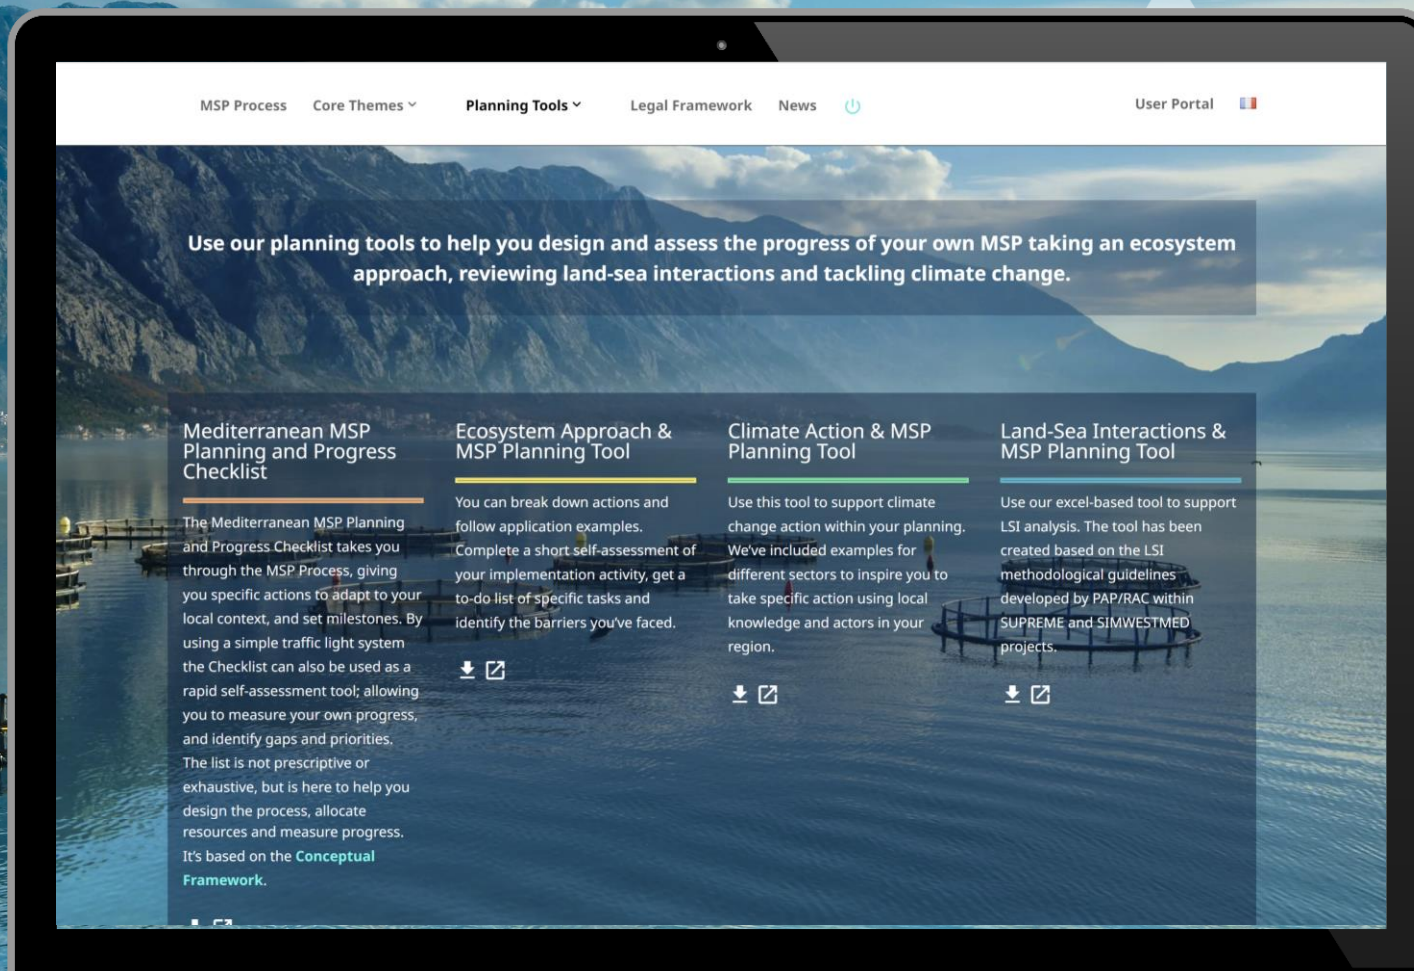 MSP Process Core Themes Planning Tools Legal Framework News User Portal
Use our planning tools to help you design and assess the progress of your own MSP taking an ecosystem
approach, reviewing land-sea interactions and tackling climate change.
Mediterranean MSP
Planning and Progress
Checklist
The Mediterranean MSP Planning
and Progress Checklist takes you
through the MSP Process, giving
you specific actions to adapt to your
local context, and set milestones. By
using a simple traffic light system
the Checklist can also be used as a
rapid self-assessment tool; allowing
you to measure your own progress,
and identify gaps and priorities.
The list is not prescriptive or
exhaustive, but is here to help you
design the process, allocate
resources and measure progress.
It's based on the Conceptual
Framework.
Ecosystem Approach &
MSP Planning Tool
You can break down actions and
follow application examples.
Complete a short self-assessment of
your implementation activity, get a
to-do list of specific tasks and
identify the barriers you've faced.
Climate Action & MSP
Planning Tool
Use this tool to support climate
change action within your planning.
We've included examples for
different sectors to inspire you to
take specific action using local
knowledge and actors in your
region.
Land-Sea Interactions &
MSP Planning Tool
Use our excel-based tool to support
LSI analysis. The tool has been
created based on the LSI
methodological guidelines
developed by PAP/RAC within
SUPREME and SIMWESTMED
projects.